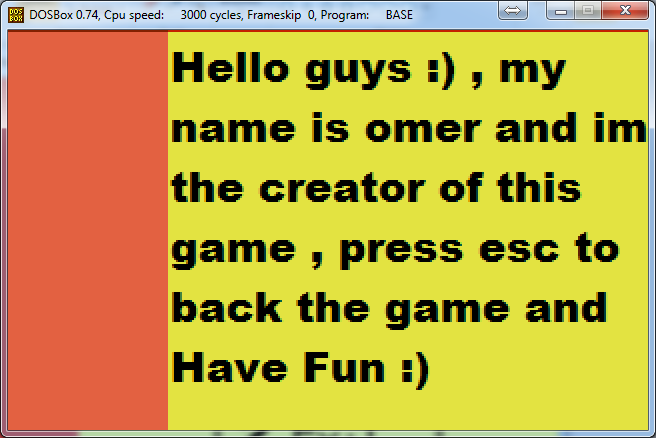 DOSBox 0.74, Cpu speed: 3000 cycles, Frameskip 0, Program: BASE
Hello guys :) , my
name is omer and im
the creator of this
game , press esc to
back the game and
Have Fun :)